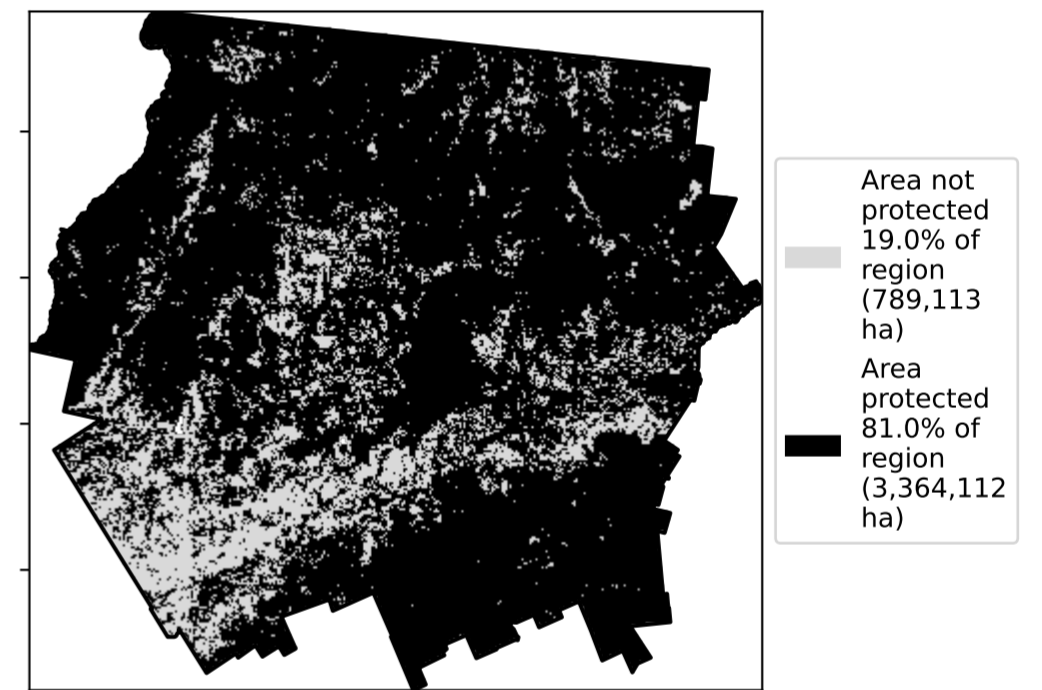 Area not
protected
19.0% of
region
(789,113
ha)
Area
protected
81.0% of
region
(3,364,112
ha)